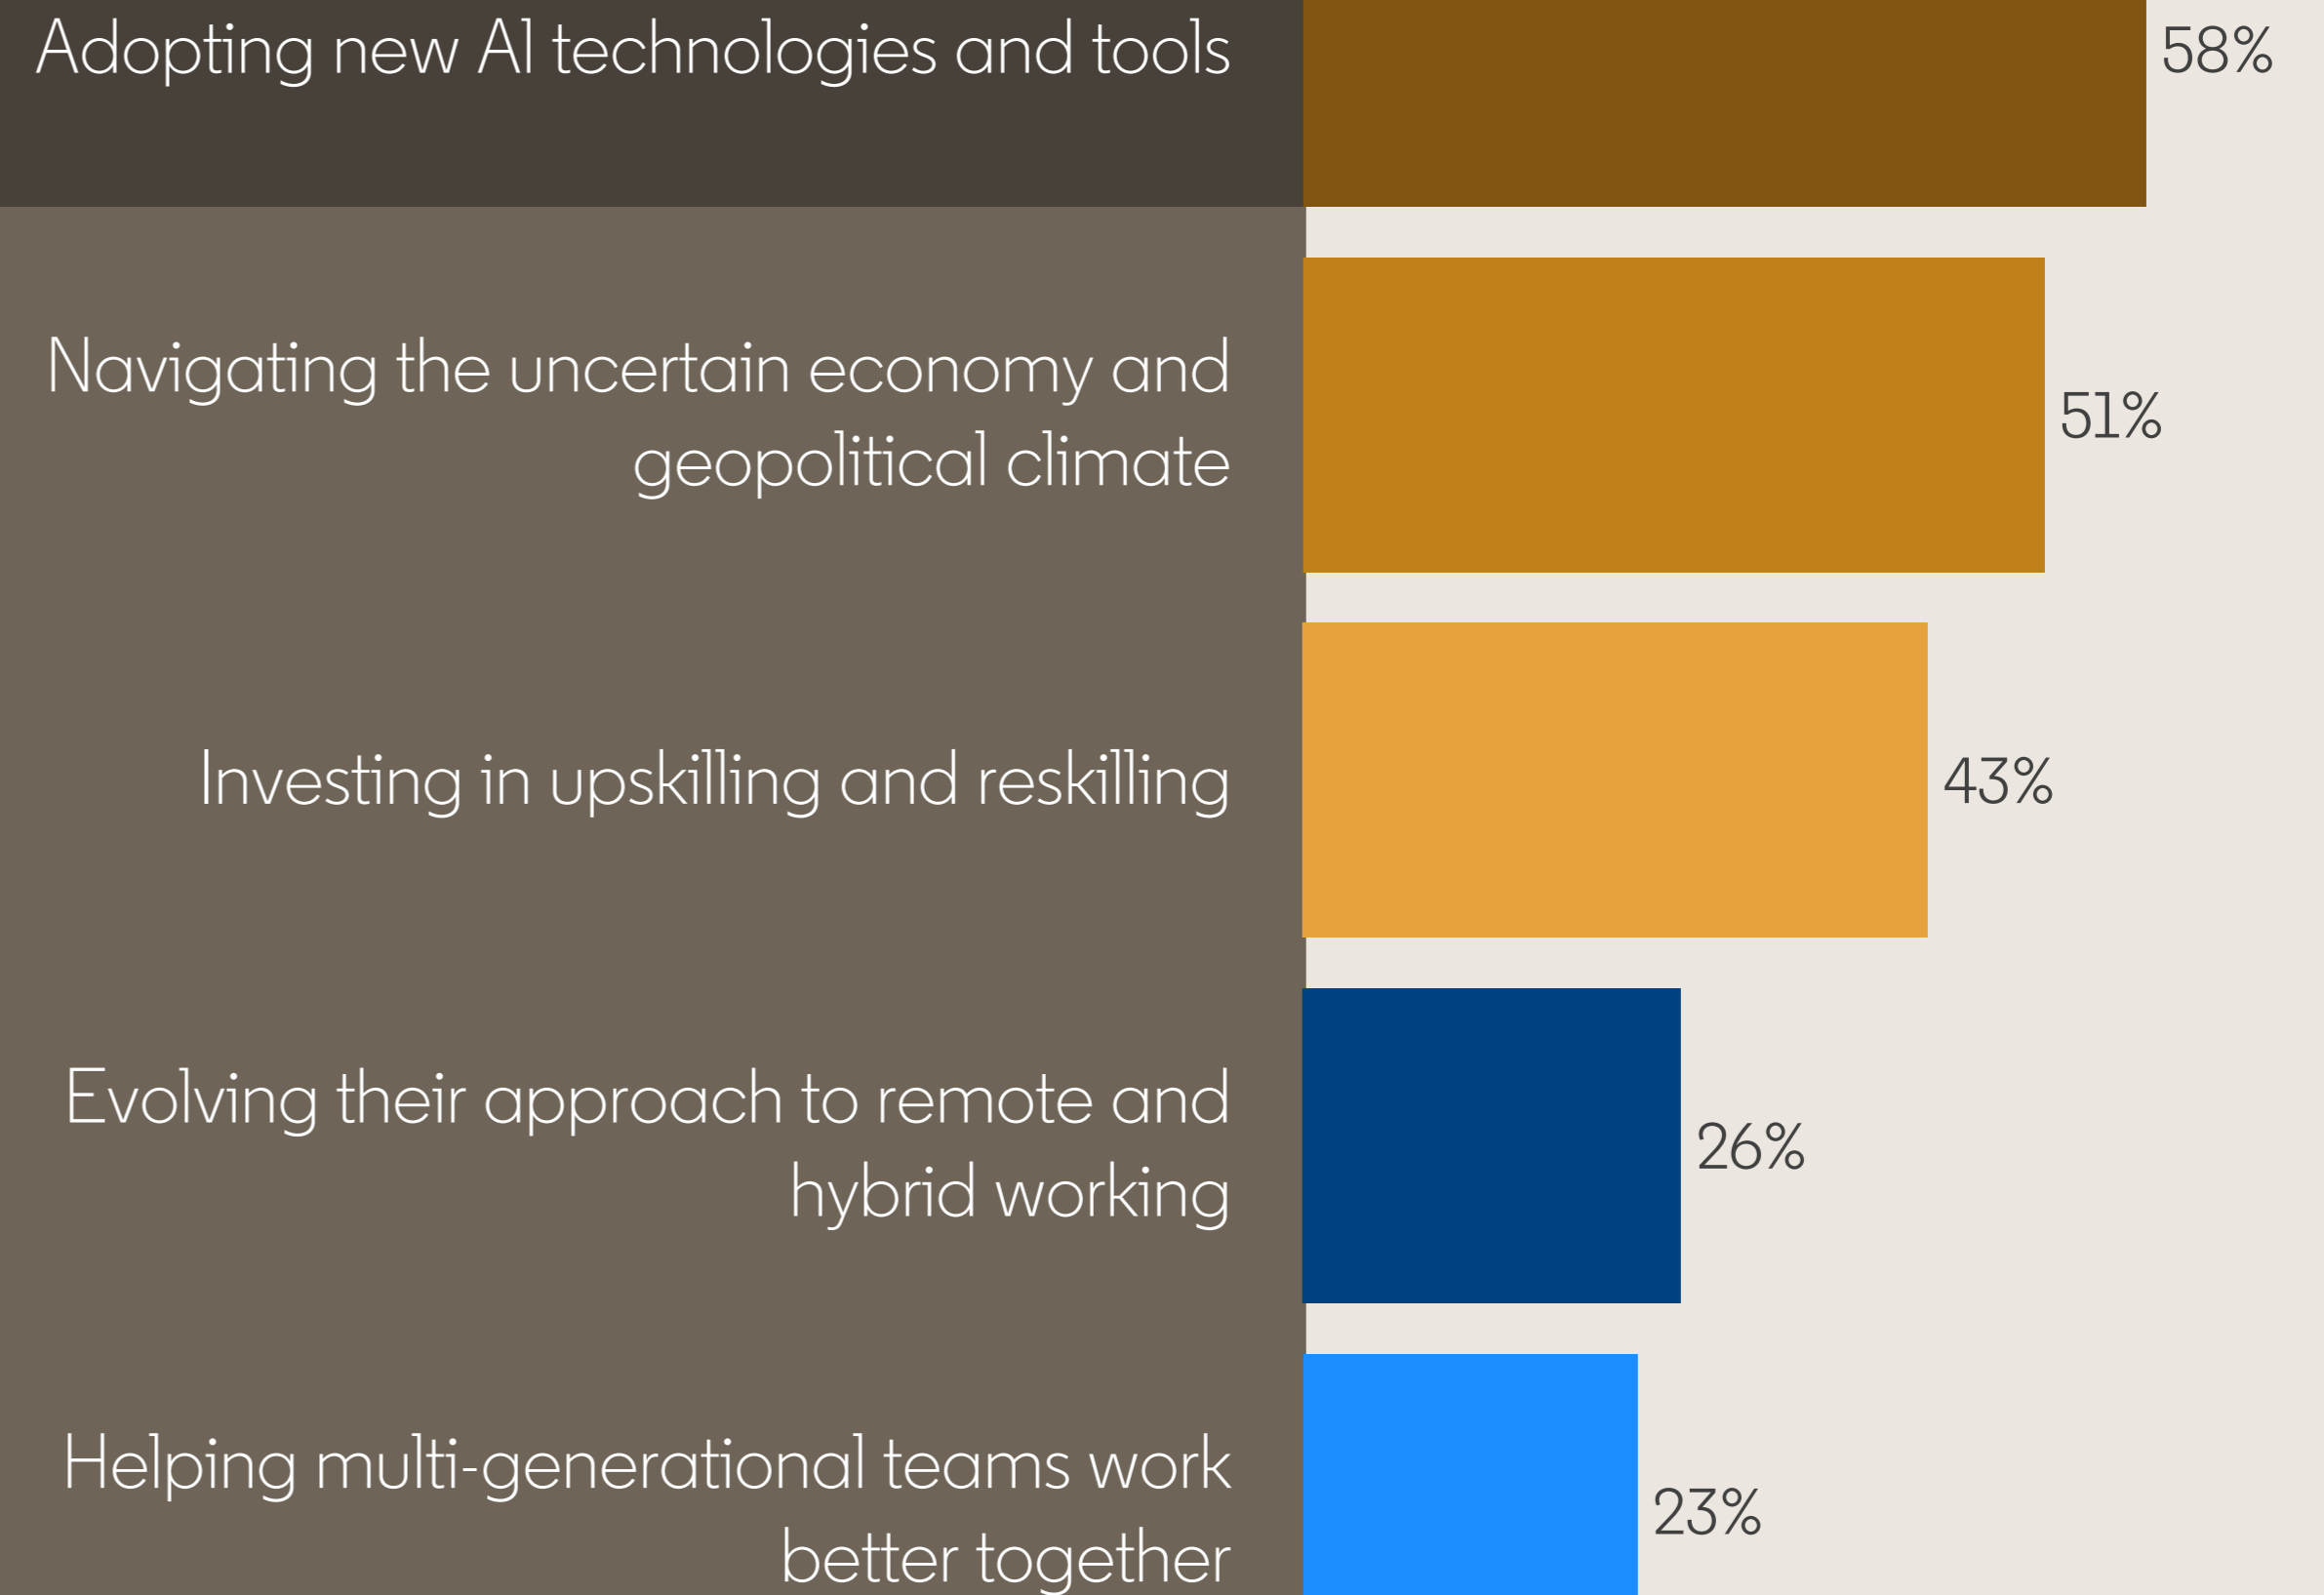 Adopting new AI technologies and tools
58%
Navigating the uncertain economy and
geopolitical climate
51%
Investing in upskilling and reskilling
43%
Evolving their approach to remote and
hybrid working
26%
Helping multi-generational teams work
better together
23%